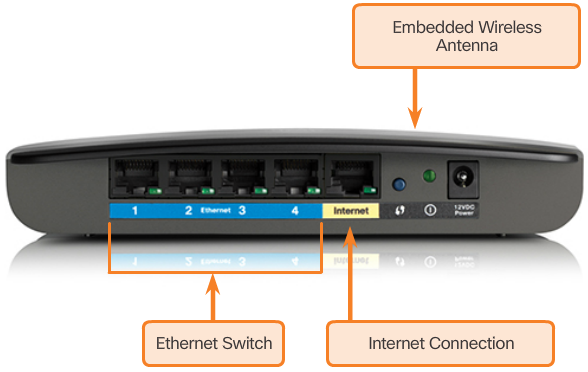 Embedded Wireless
Antenna
1 2 Ethernet 3 4 Internet
12VDC
Power
Ethernet Switch
Internet Connection